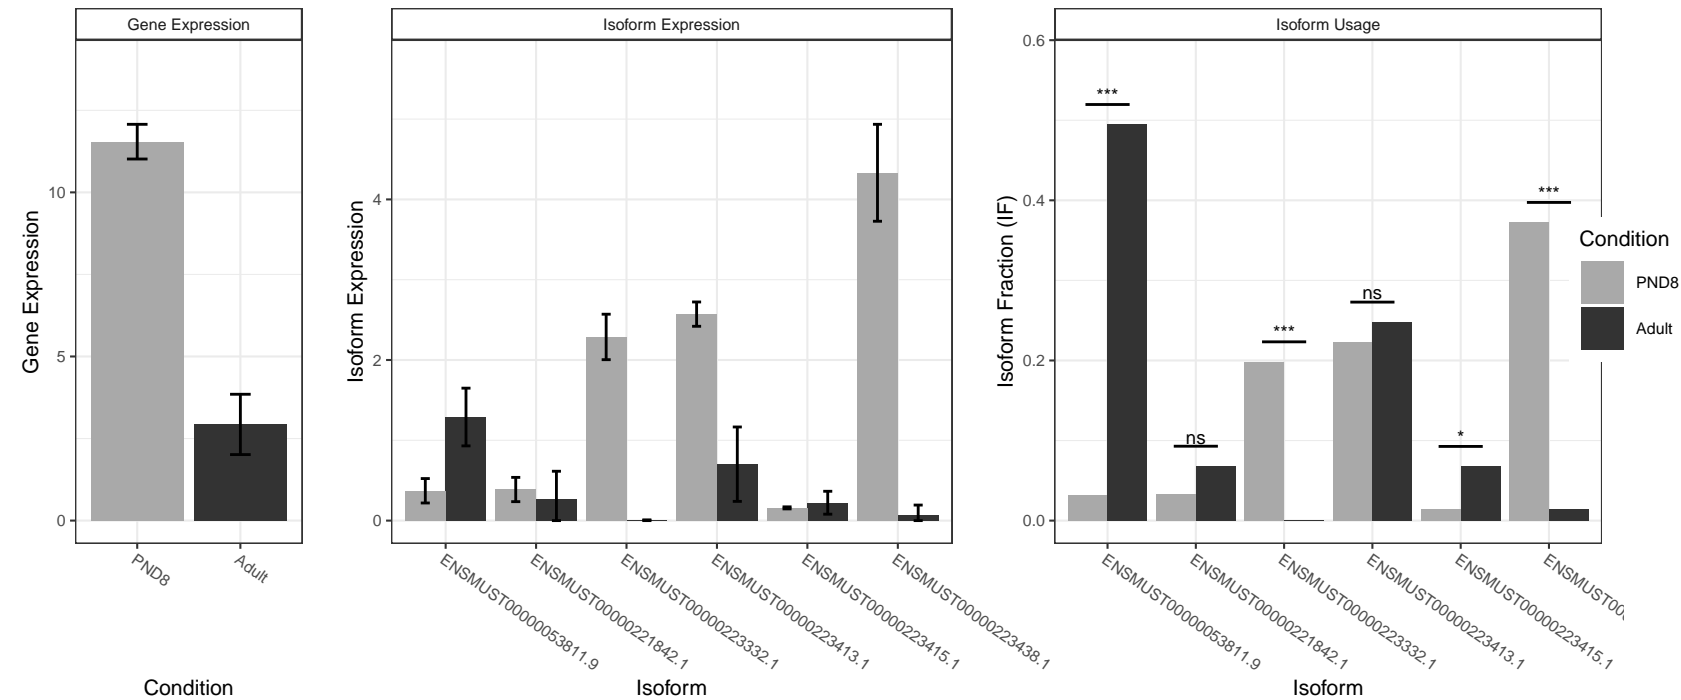 Gene Expression
Isoform Expression
Isoform Usage
Gene Expression
10
5
0
PND8
Adult
Condition
Isoform Expression
4
2
0
ENSMUST00000053811.9
ENSMUST00000221842.1
ENSMUST00000223332.1
ENSMUST00000223413.1
ENSMUST00000223415.1
ENSMUST00000223438.1
Isoform
Isoform Fraction (IF)
0.6
0.4
0.2
0.0
***
ns
***
ns
*
***
ENSMUST00000053811.9
ENSMUST00000221842.1
ENSMUST00000223332.1
ENSMUST00000223413.1
ENSMUST00000223415.1
Isoform
Condition
PND8
Adult